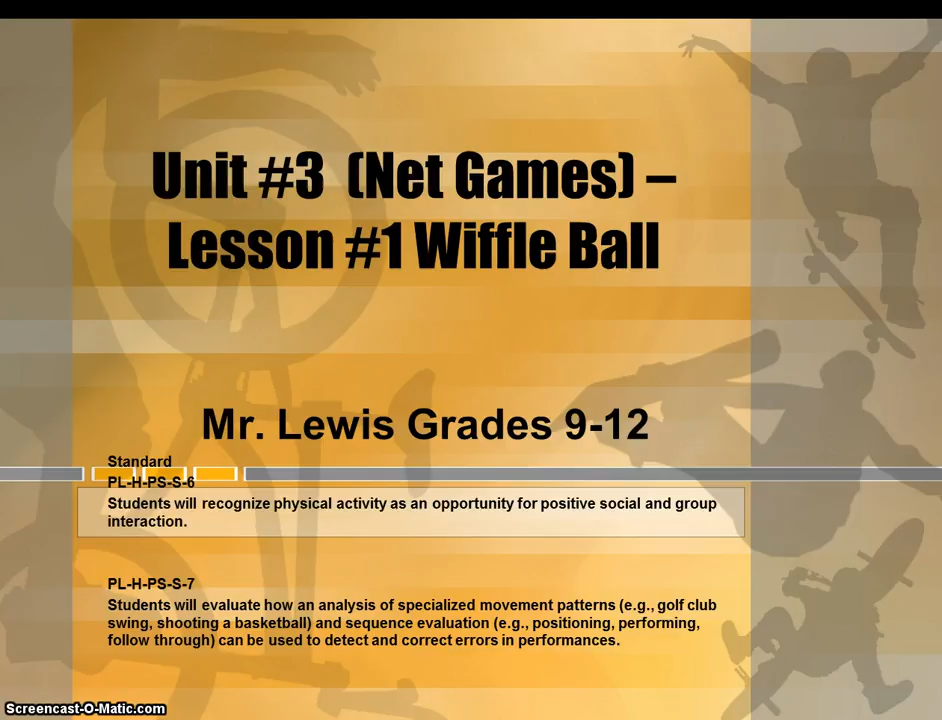 Unit #3  (Net Games) –
Lesson #1 Wiffle Ball
Mr. Lewis Grades 9-12
Standard
PL-H-PS-S-6
Students will recognize physical activity as an opportunity for positive social and group
interaction.
PL-H-PS-S-7
Students will evaluate how an analysis of specialized movement patterns (e.g., golf club
swing, shooting a basketball) and sequence evaluation (e.g., positioning, performing,
follow through) can be used to detect and correct errors in performances.
Screencast-O-Matic.com